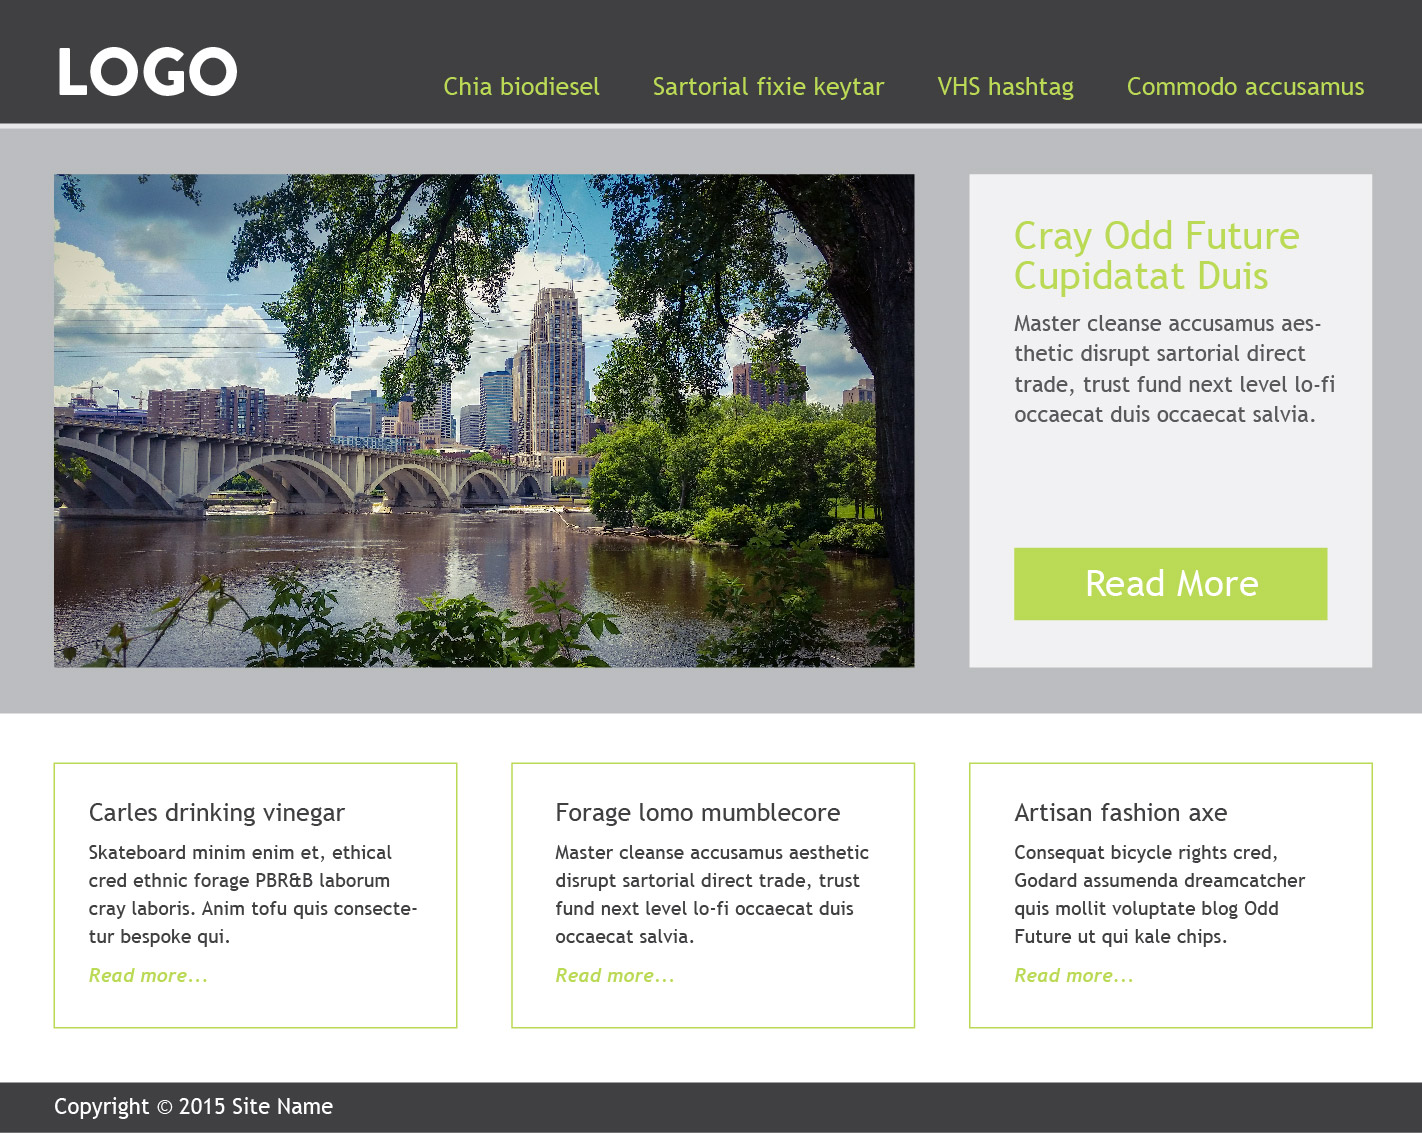 LOGO
Chia biodiesel
Sartorial fixie keytar
VHS hashtag
Commodo accusamus
Cray Odd Future
Cupidatat Duis
Master cleanse accusamus aes-
thetic disrupt sartorial direct
trade, trust fund next level lo-fi
occaecat duis occaecat salvia.
Read More
Carles drinking vinegar
Skateboard minim enim et, ethical
cred ethnic forage PBR&B laborum
cray laboris. Anim tofu quis consecte-
tur bespoke qui.
Read more...
Forage lomo mumblecore
Master cleanse accusamus aesthetic
disrupt sartorial direct trade, trust
fund next level lo-fi occaecat duis
occaecat salvia.
Read more...
Artisan fashion axe
Consequat bicycle rights cred,
Godard assumenda dreamcatcher
quis mollit voluptate blog Odd
Future ut qui kale chips.
Read more...
Copyright © 2015 Site Name